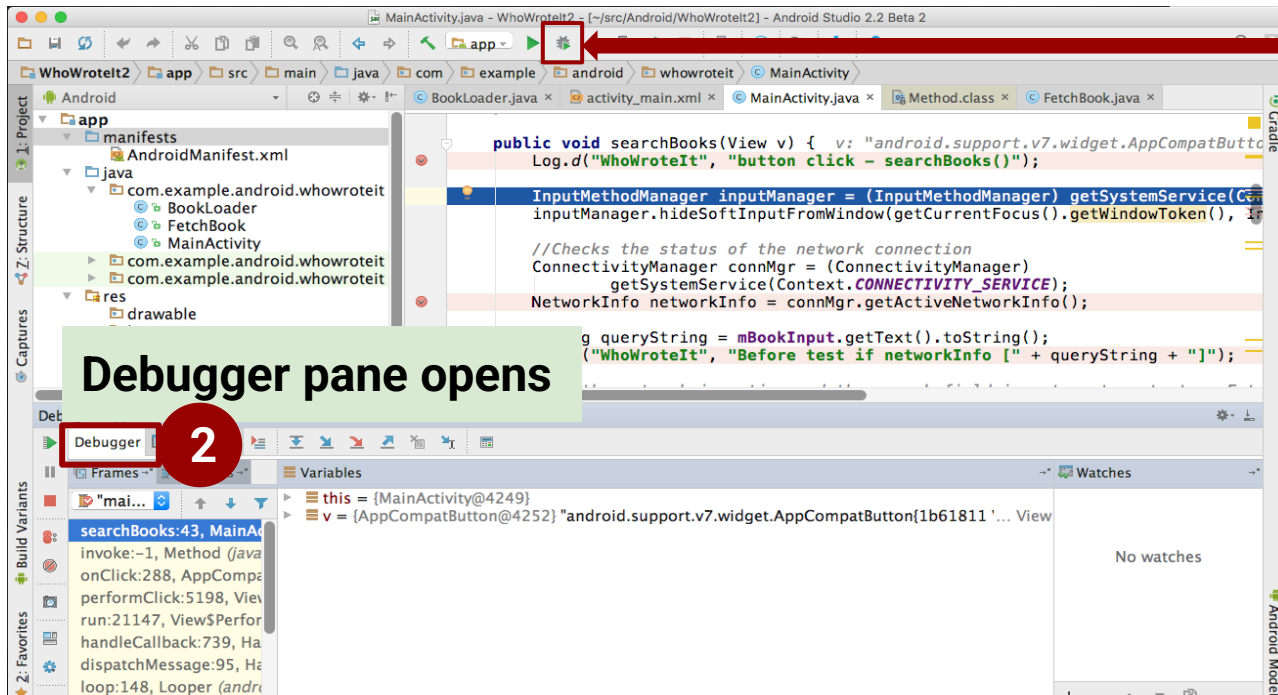 MainActivity.java - WhoWroteIt2 - [~/src/Android/WhoWroteIt2] - Android Studio 2.2 Beta 2
app
WhoWroteIt2 app src main java com example android whowroteit MainActivity
1: Project
Z: Structure
Captures
Build Variants
2: Favorites
Android
app
manifests
AndroidManifest.xml
java
com.example.android.whowroteit
BookLoader
FetchBook
MainActivity
com.example.android.whowroteit
com.example.android.whowroteit
res
drawable
BookLoader.java × activity_main.xml × MainActivity.java × Method.class × FetchBook.java ×
public void searchBooks(View v) { v: "android.support.v7.widget.AppCompatButto
Log.d("WhoWroteIt", "button click – searchBooks()");
InputMethodManager inputManager = (InputMethodManager) getSystemService(
inputManager.hideSoftInputFromWindow(getCurrentFocus().getWindowToken(),
//Checks the status of the network connection
ConnectivityManager connMgr = (ConnectivityManager)
getSystemService(Context.CONNECTIVITY_SERVICE);
NetworkInfo networkInfo = connMgr.getActiveNetworkInfo();
g queryString = mBookInput.getText().toString();
("WhoWroteIt", "Before test if networkInfo [" + queryString + "]");
Gradle
Android Model
Debugger pane opens
2
Deb
Debugger
Frames
Variables
Watches
"mai...
searchBooks:43, MainAc
invoke:–1, Method (java
onClick:288, AppCompa
performClick:5198, View
run:21147, View$Perfor
handleCallback:739, Ha
dispatchMessage:95, Ha
loop:148, Looper (andro
this = {MainActivity@4249}
v = {AppCompatButton@4252} "android.support.v7.widget.AppCompatButton{1b61811 '... View
No watches